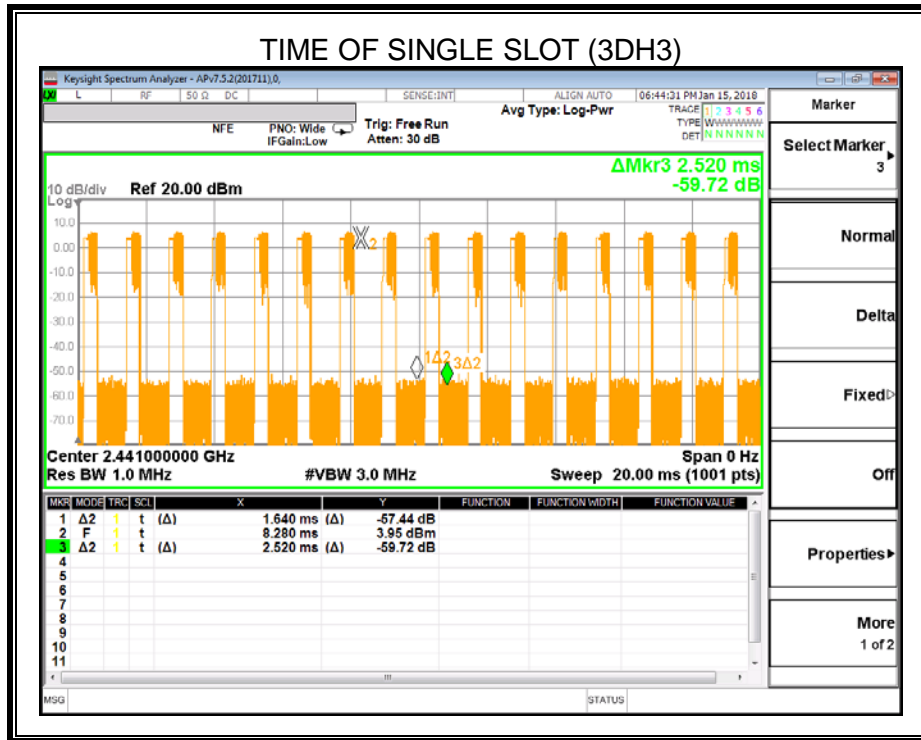 TIME OF SINGLE SLOT (3DH3)
Keysight Spectrum Analyzer - APv7.5.2(201711),0,
L RF 50 Ω DC SENSE:INT ALIGN AUTO 06:44:31 PM Jan 15, 2018
Marker
NFE PNO: Wide Trig: Free Run Avg Type: Log-Pwr TRACE 1 2 3 4 5 6
IFGain:Low Atten: 30 dB TYPE WWWWWW
DET N N N N N N
Select Marker
3
ΔMkr3 2.520 ms
10 dB/div Ref 20.00 dBm -59.72 dB
Log
10.0
0.00
-10.0
-20.0
-30.0
-40.0
-50.0
-60.0
-70.0
2
1Δ2 3Δ2
Center 2.441000000 GHz Span 0 Hz
Res BW 1.0 MHz #VBW 3.0 MHz Sweep 20.00 ms (1001 pts)
MKR MODE TRC SCL X Y FUNCTION FUNCTION WIDTH FUNCTION VALUE
1 Δ2 1 t (Δ) 1.640 ms (Δ) -57.44 dB
2 F 1 t 8.280 ms 3.95 dBm
3 Δ2 1 t (Δ) 2.520 ms (Δ) -59.72 dB
4
5
6
7
8
9
10
11
MSG STATUS
Normal
Delta
Fixed
Off
Properties
More
1 of 2